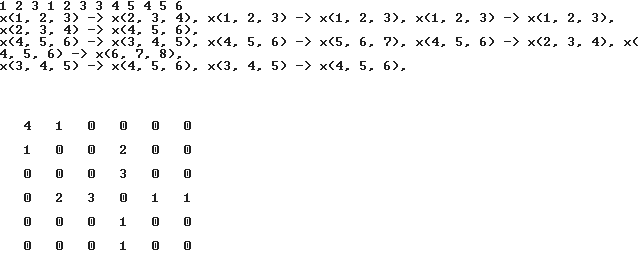 1 2 3 1 2 3 3 4 5 4 5 6
x(1, 2, 3) -> x(2, 3, 4), x(1, 2, 3) -> x(1, 2, 3), x(1, 2, 3) -> x(1, 2, 3),
x(2, 3, 4) -> x(4, 5, 6),
x(4, 5, 6) -> x(3, 4, 5), x(4, 5, 6) -> x(5, 6, 7), x(4, 5, 6) -> x(2, 3, 4), x(
4, 5, 6) -> x(6, 7, 8),
x(3, 4, 5) -> x(4, 5, 6), x(3, 4, 5) -> x(4, 5, 6),
4 1 0 0 0 0
1 0 0 2 0 0
0 0 0 3 0 0
0 2 3 0 1 1
0 0 0 1 0 0
0 0 0 1 0 0